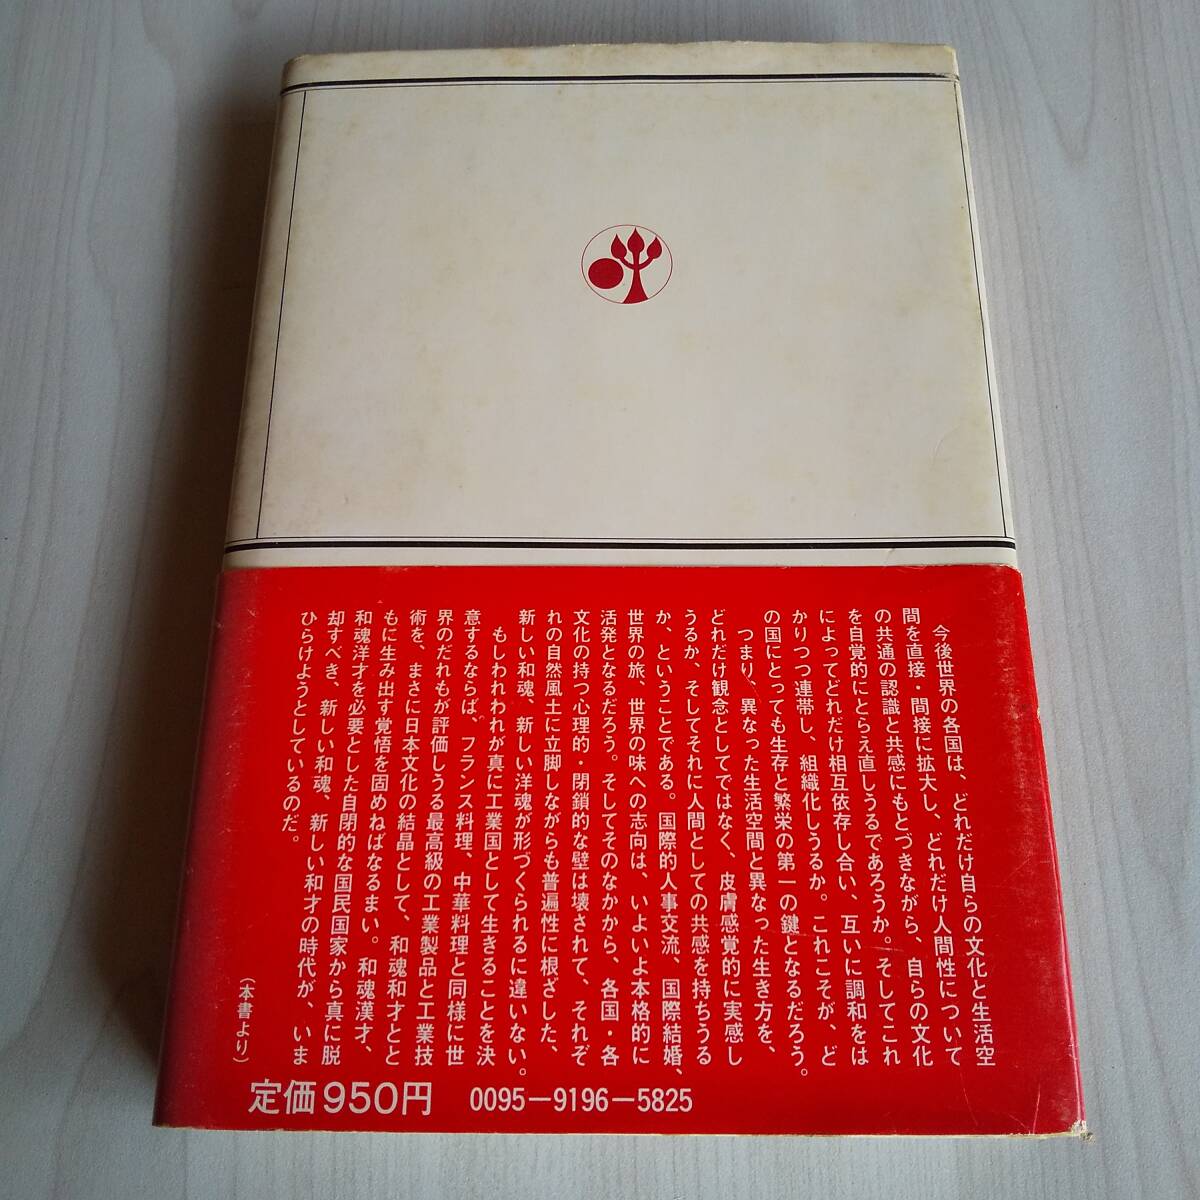 今後世界の各国は、どれだけ自らの文化と生活空
間を直接・間接に拡大し、どれだけ人間性について
の共通の認識と共感にもとづきながら、自らの文化
を自覚的にとらえ直しうるであろうか。そしてこれ
によってどれだけ相互依存し合い、互いに調和をは
かりつつ連帯し、組織化しうるか。これこそが、ど
の国にとっても生存と繁栄の第一の鍵となるだろう。
つまり、異なった生活空間と異なった生き方を、
どれだけ観念としてではなく、皮膚感覚的に実感し
うるか、そしてそれに人間としての共感を持ちうる
か、ということである。国際的人事交流、国際結婚、
世界の旅、世界の味への志向は、いよいよ本格的に
活発となるだろう。そしてそのなかから、各国・各
文化の持つ心理的・閉鎖的な壁は壊されて、それぞ
れの自然風土に立脚しながらも普遍性に根ざした、
新しい和魂、新しい洋魂が形づくられるに違いない。
もしわれわれが真に工業国として生きることを決
意するならば、フランス料理、中華料理と同様に世
界のだれもが評価しうる最高級の工業製品と工業技
術を、まさに日本文化の結晶として、和魂和才とと
もに生み出す覚悟を固めねばなるまい。和魂漢才、
和魂洋才を必要とした自閉的な国民国家から真に脱
却すべき、新しい和魂、新しい和才の時代が、いま
ひらけようとしているのだ。
(本書より)
定価950円 0095-9196-5825